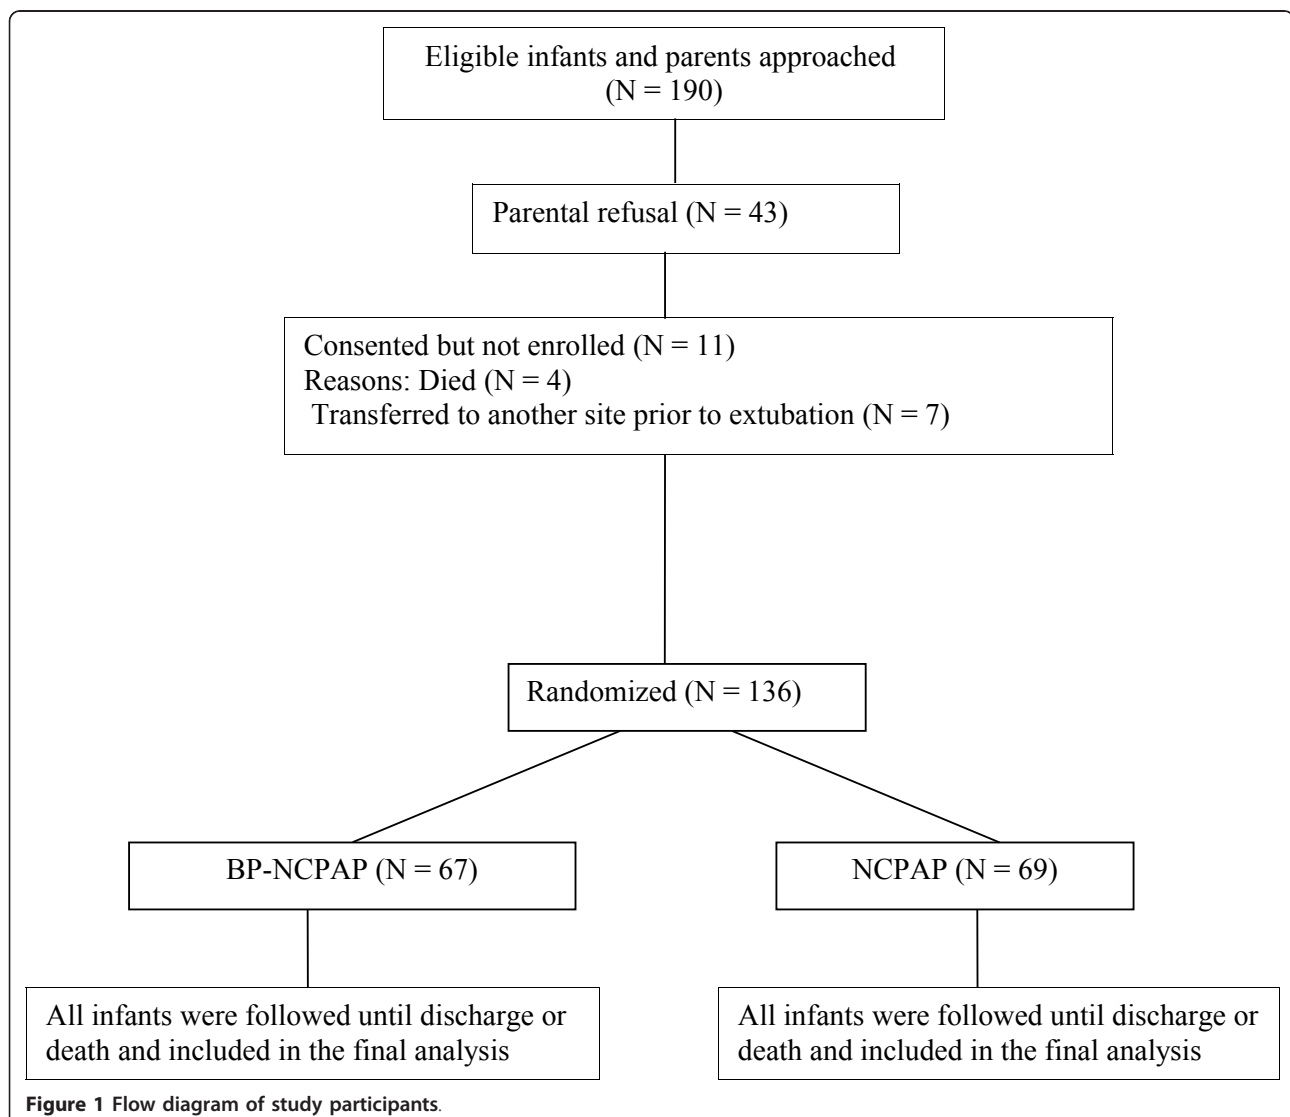 Eligible infants and parents approached
(N = 190)
Parental refusal (N = 43)
Consented but not enrolled (N = 11)
Reasons: Died (N = 4)
Transferred to another site prior to extubation (N = 7)
Randomized (N = 136)
BP-NCPAP (N = 67)
NCPAP (N = 69)
All infants were followed until discharge or
death and included in the final analysis
All infants were followed until discharge or
death and included in the final analysis
Figure 1 Flow diagram of study participants.